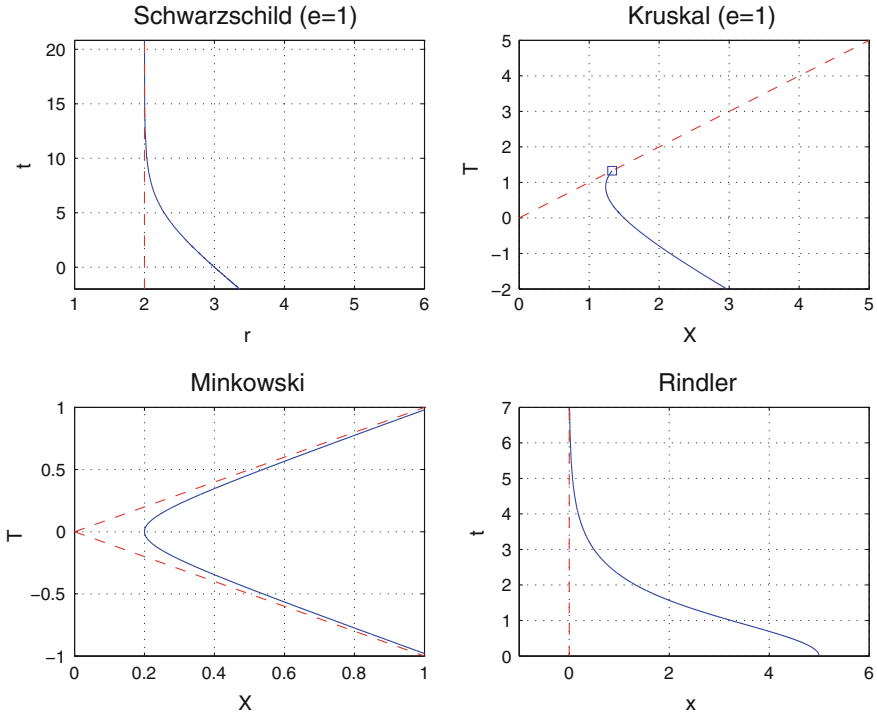 Schwarzschild (e=1)
20
15
10
5
0
t
1 2 3 4 5 6
r
Kruskal (e=1)
5
4
3
2
1
0
−1
−2
T
0 1 2 3 4 5
X
Minkowski
1
0.5
0
−0.5
−1
T
0 0.2 0.4 0.6 0.8 1
X
Rindler
7
6
5
4
3
2
1
0
t
0 2 4 6
x